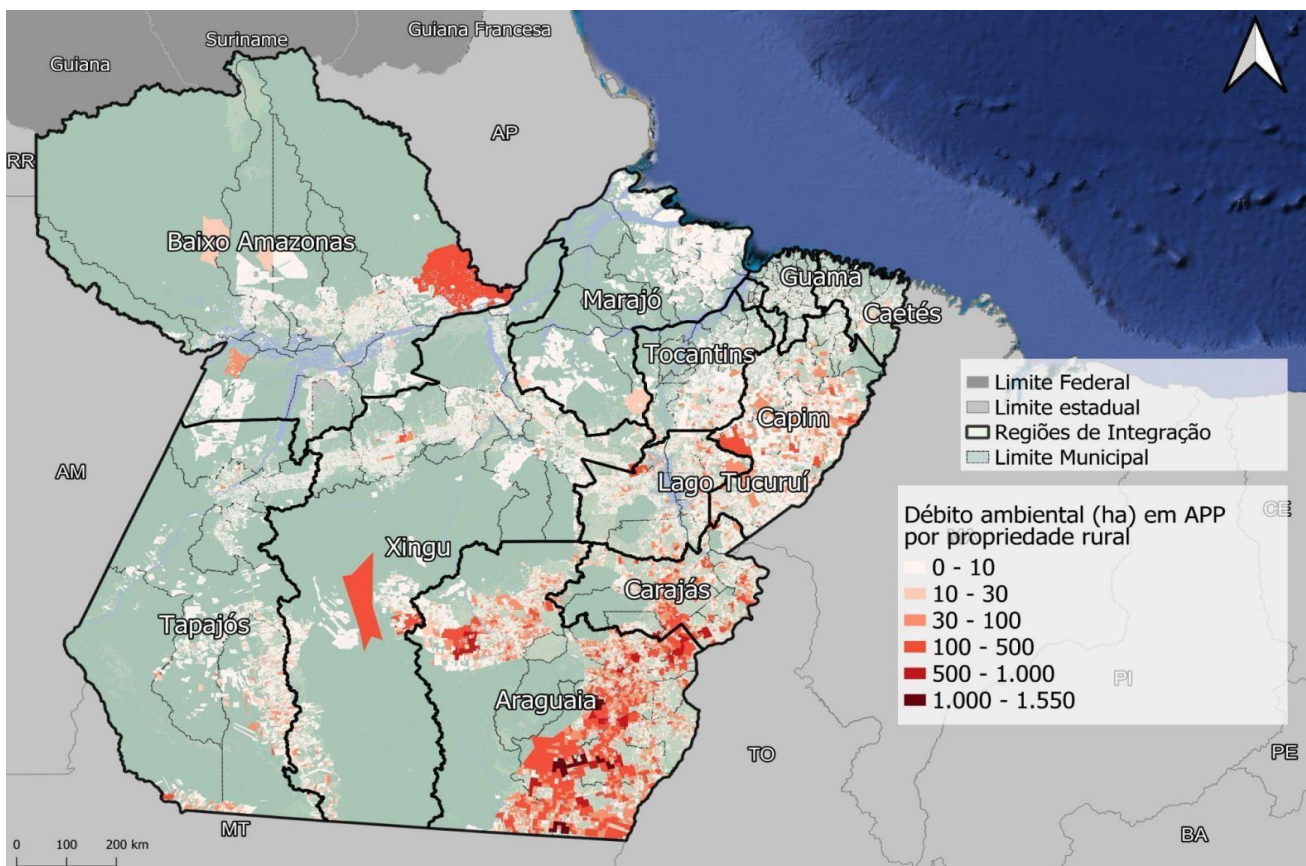 Suriname
Guiana Francesa
Guiana
AP
RR
Baixo Amazonas
Marajó
Guamá
Caetés
Tocantins
Capim
AM
Lago Tucuruí
Xingu
Carajás
Tapajós
Araguaia
TO
MT
MA
CE
PI
PE
BA
Limite Federal
Limite estadual
Regiões de Integração
Limite Municipal
Débito ambiental (ha) em APP
por propriedade rural
0 - 10
10 - 30
30 - 100
100 - 500
500 - 1.000
1.000 - 1.550
0 100 200 km